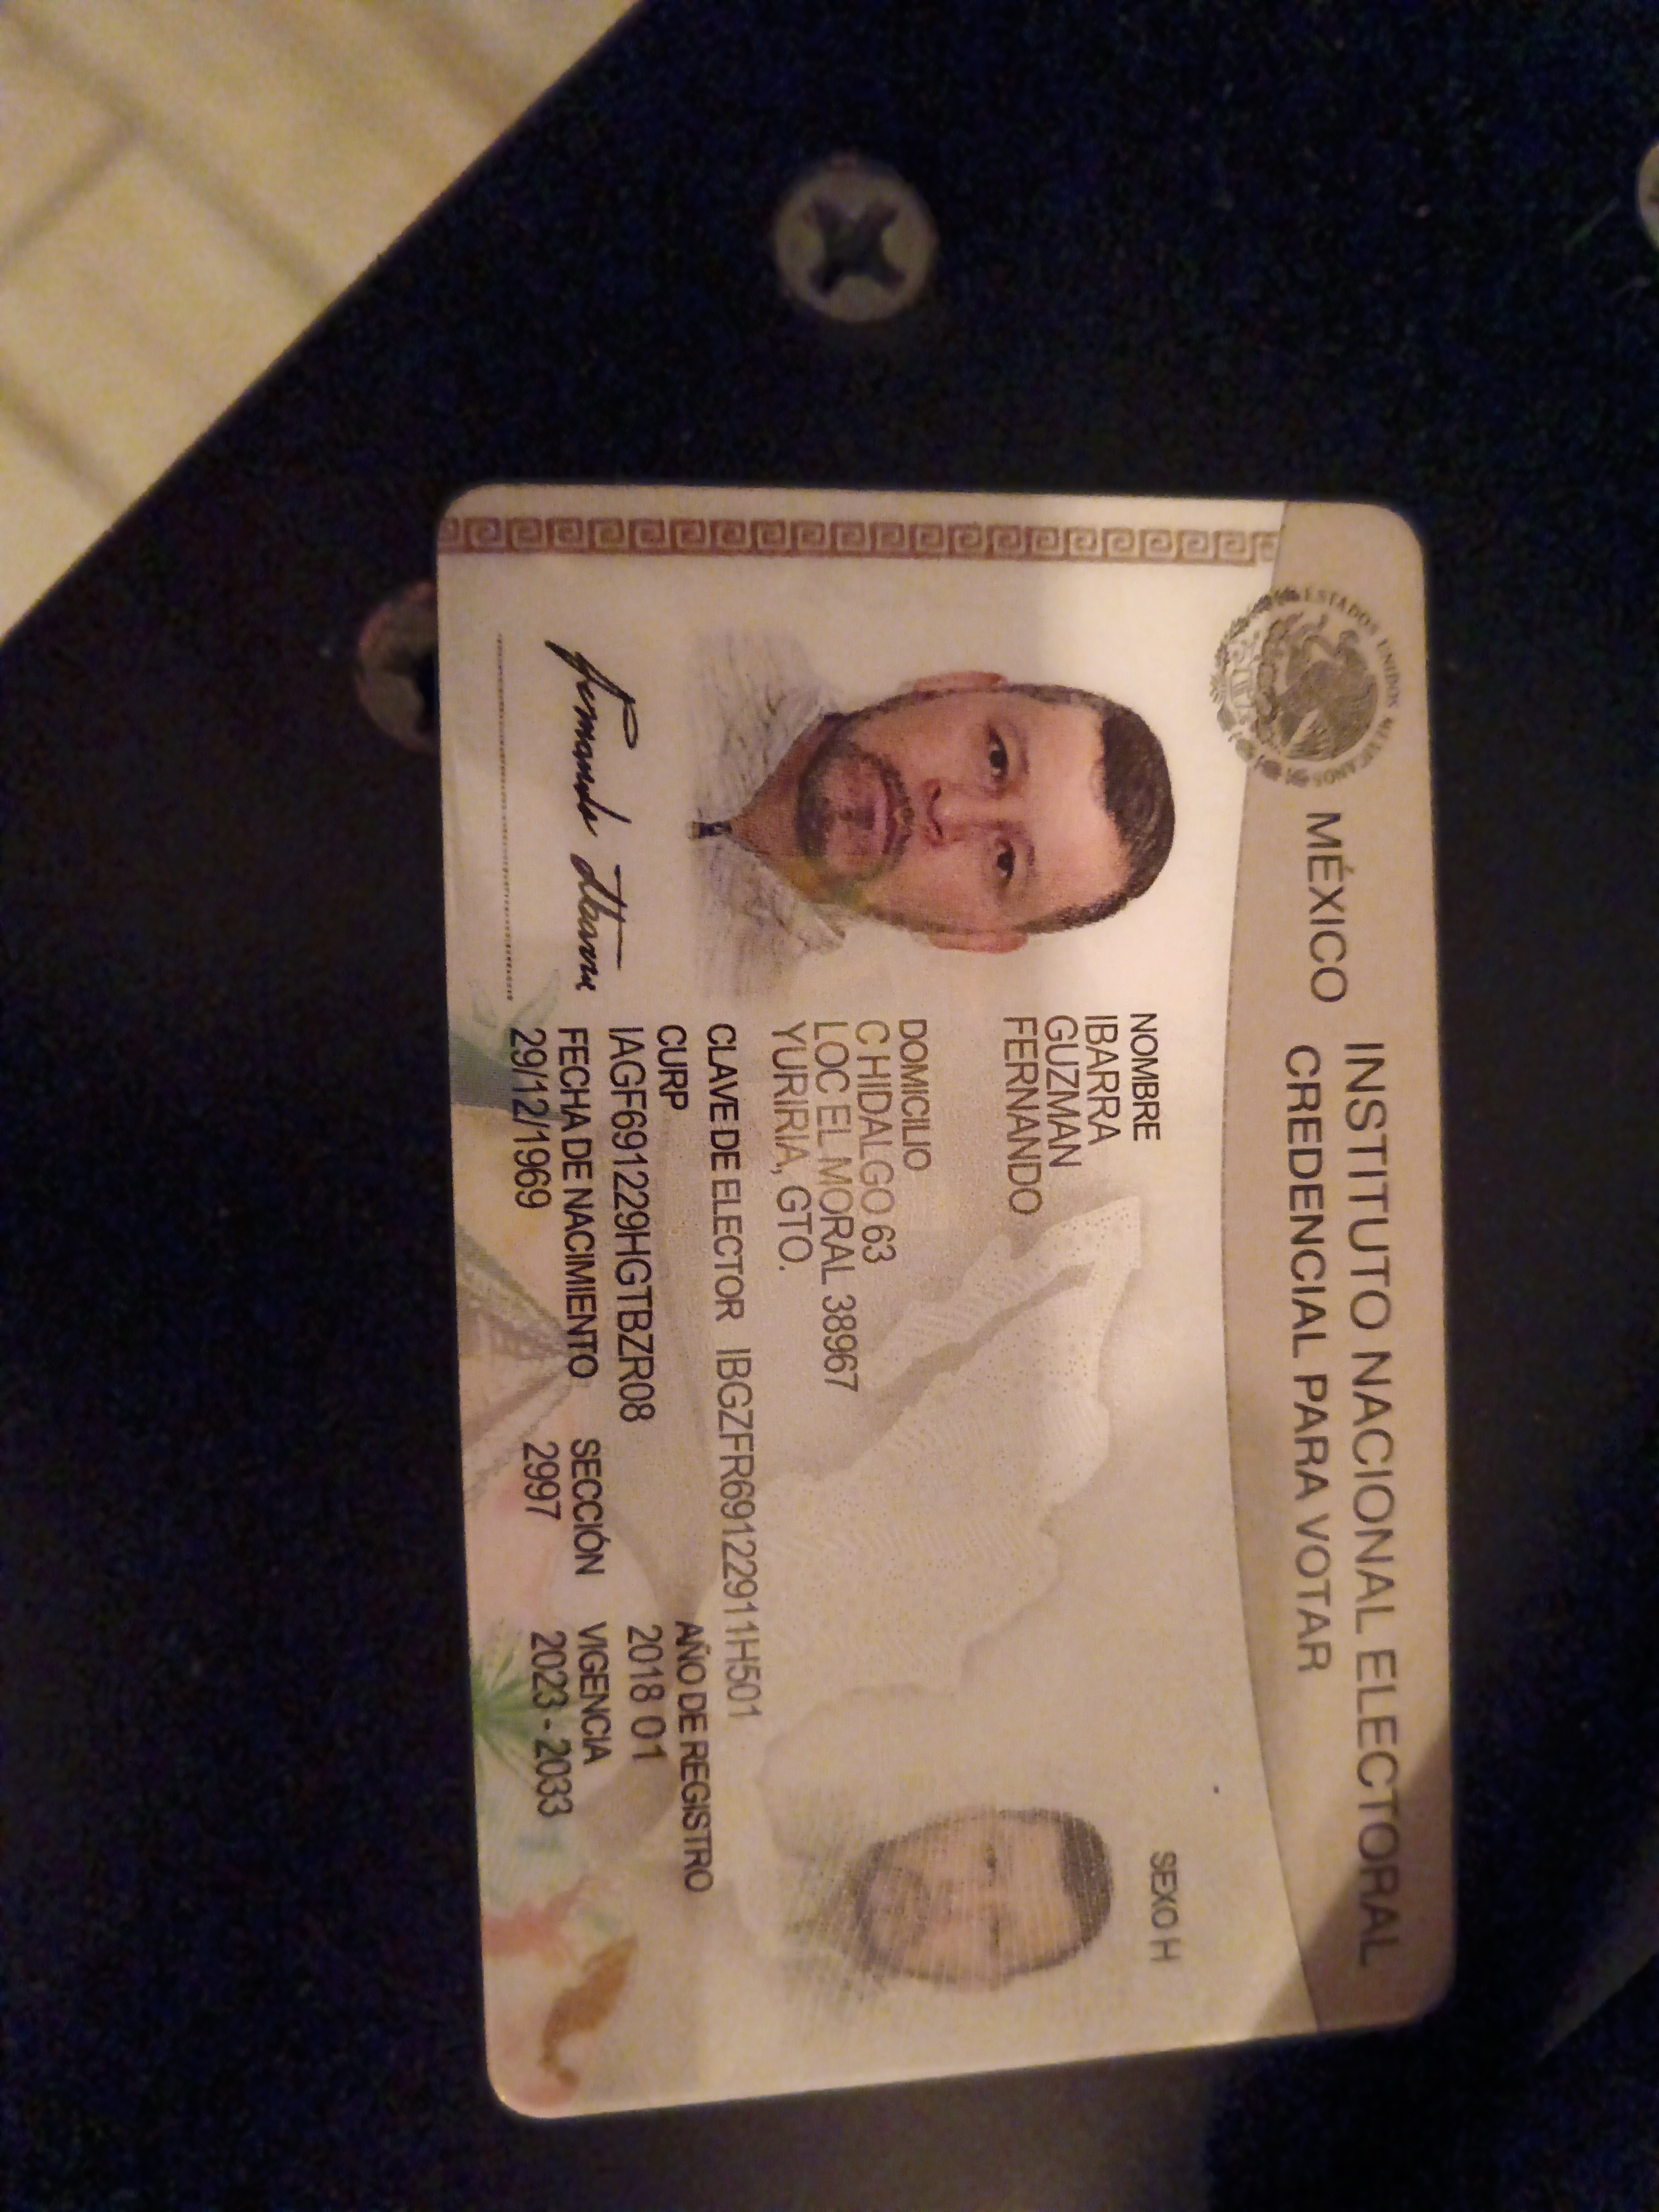 ESTADOS UNIDOS MEXICANOS
MÉXICO INSTITUTO NACIONAL ELECTORAL
CREDENCIAL PARA VOTAR
SEXO H
NOMBRE
IBARRA
GUZMAN
FERNANDO
DOMICILIO
C HIDALGO 63
LOC EL MORAL 38967
YURIRIA, GTO.
CLAVE DE ELECTOR IBGZFR69122911H501
CURP
IAGF691229HGTBZR08
AÑO DE REGISTRO
2018 01
FECHA DE NACIMIENTO
29/12/1969
SECCIÓN
2997
VIGENCIA
2023 - 2033
Fernando Ibarra